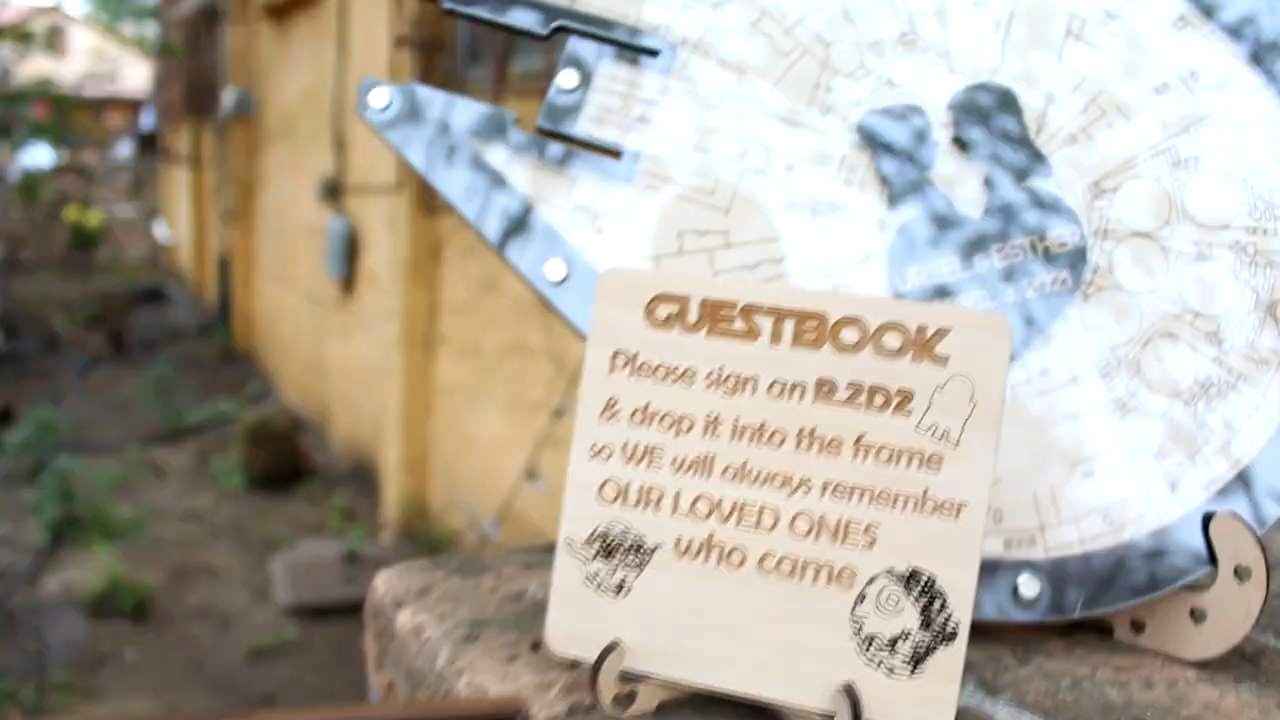 GUESTBOOK
Please sign an R2D2
& drop it into the frame
so WE will always remember
OUR LOVED ONES
who came